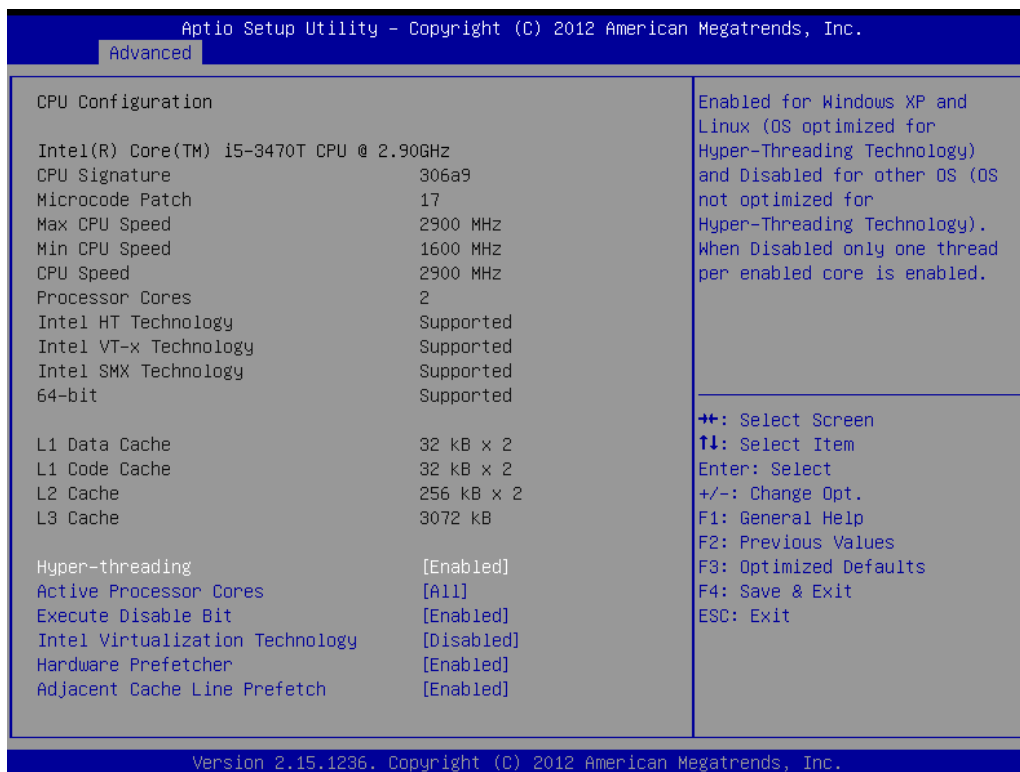 Aptio Setup Utility – Copyright (C) 2012 American Megatrends, Inc.
Advanced
CPU Configuration
Intel(R) Core(TM) i5-3470T CPU @ 2.90GHz
CPU Signature 306a9
Microcode Patch 17
Max CPU Speed 2900 MHz
Min CPU Speed 1600 MHz
CPU Speed 2900 MHz
Processor Cores 2
Intel HT Technology Supported
Intel VT-x Technology Supported
Intel SMX Technology Supported
64-bit Supported
L1 Data Cache 32 kB x 2
L1 Code Cache 32 kB x 2
L2 Cache 256 kB x 2
L3 Cache 3072 kB
Hyper-threading [Enabled]
Active Processor Cores [All]
Execute Disable Bit [Enabled]
Intel Virtualization Technology [Disabled]
Hardware Prefetcher [Enabled]
Adjacent Cache Line Prefetch [Enabled]
Enabled for Windows XP and
Linux (OS optimized for
Hyper-Threading Technology)
and Disabled for other OS (OS
not optimized for
Hyper-Threading Technology).
When Disabled only one thread
per enabled core is enabled.
→←: Select Screen
↑↓: Select Item
Enter: Select
+/-: Change Opt.
F1: General Help
F2: Previous Values
F3: Optimized Defaults
F4: Save & Exit
ESC: Exit
Version 2.15.1236. Copyright (C) 2012 American Megatrends, Inc.